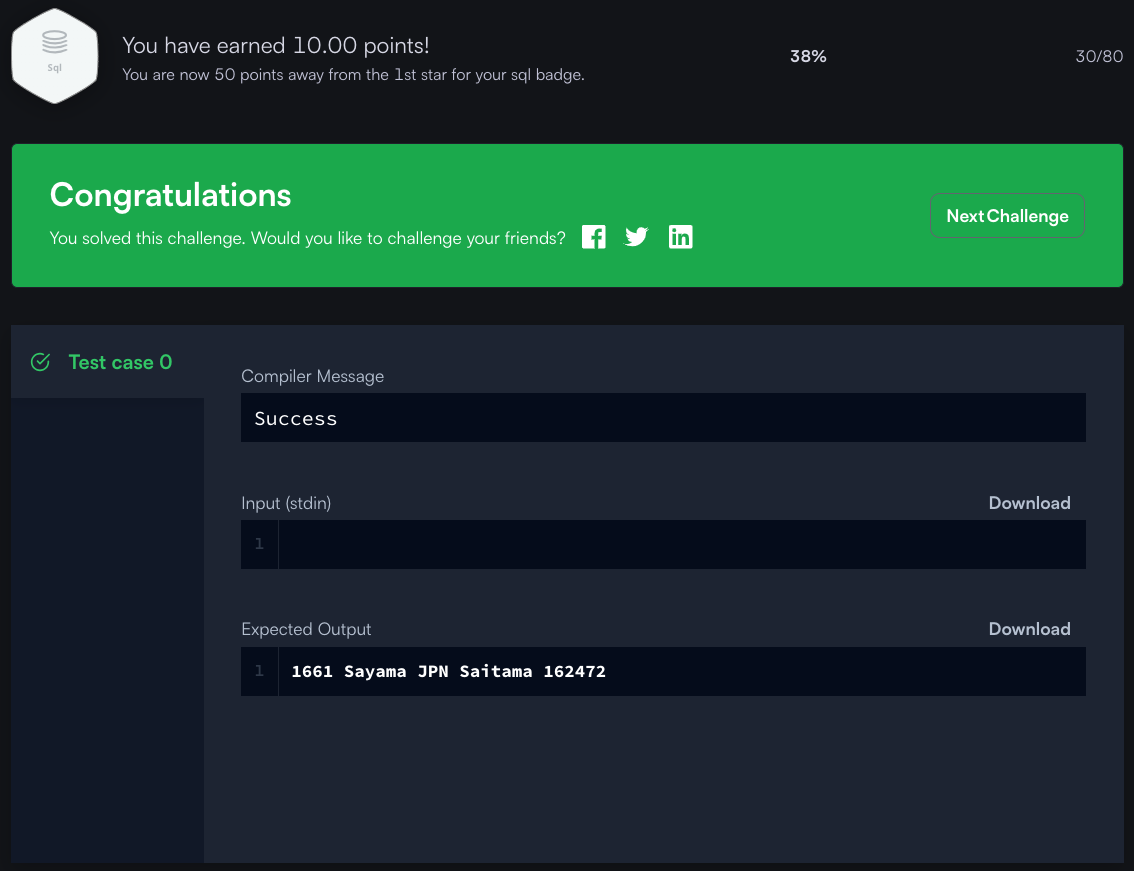 Sql
You have earned 10.00 points!
You are now 50 points away from the 1st star for your sql badge.
38%
30/80
Congratulations
You solved this challenge. Would you like to challenge your friends?
Next Challenge
Test case 0
Compiler Message
Success
Input (stdin)
Download
1
Expected Output
Download
1
1661 Sayama JPN Saitama 162472